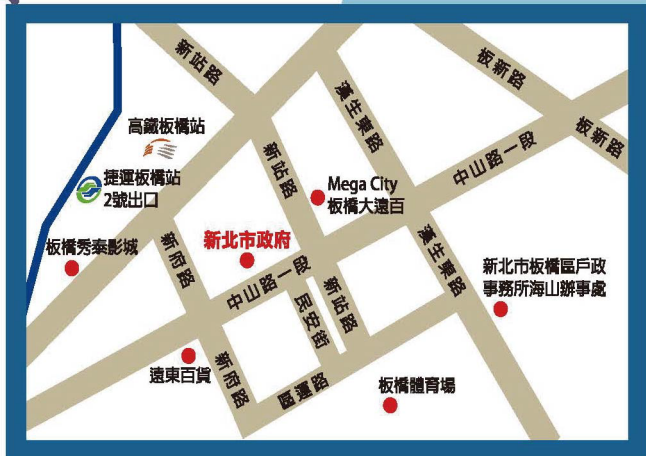 新站路
板新路
漢生東路
高鐵板橋站
板新路
捷運板橋站
2號出口
新站路
中山路一段
Mega City
板橋大遠百
板橋秀泰影城
新府路
新北市政府
漢生東路
中山路一段
新北市板橋區戶政
事務所海山辦事處
民安街
新站路
遠東百貨
新府路
區運路
板橋體育場